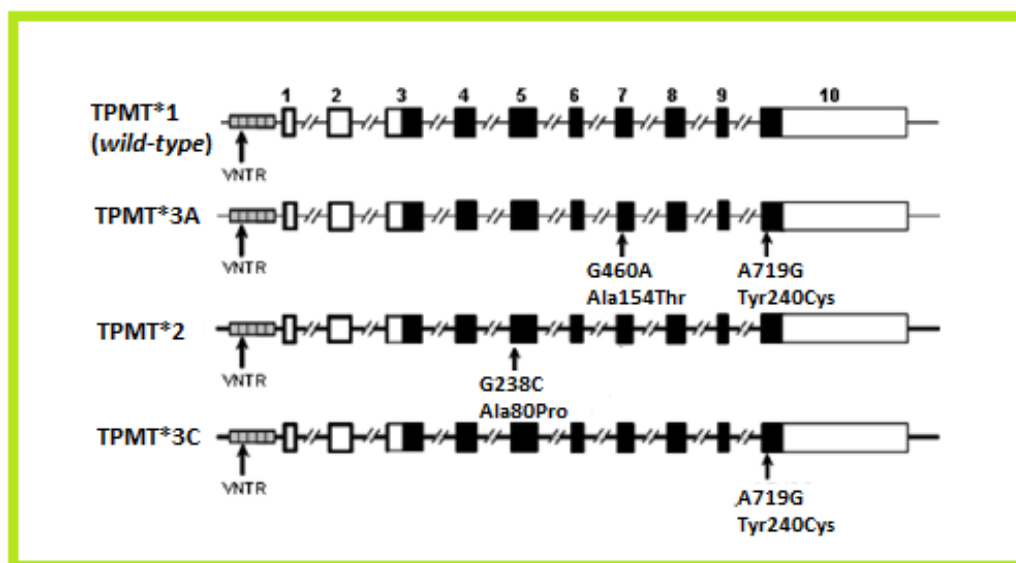 1 2 3 4 5 6 7 8 9 10
TPMT*1
(wild-type)
VNTR
TPMT*3A
VNTR
G460A
Ala154Thr
A719G
Tyr240Cys
TPMT*2
VNTR
G238C
Ala80Pro
TPMT*3C
VNTR
A719G
Tyr240Cys